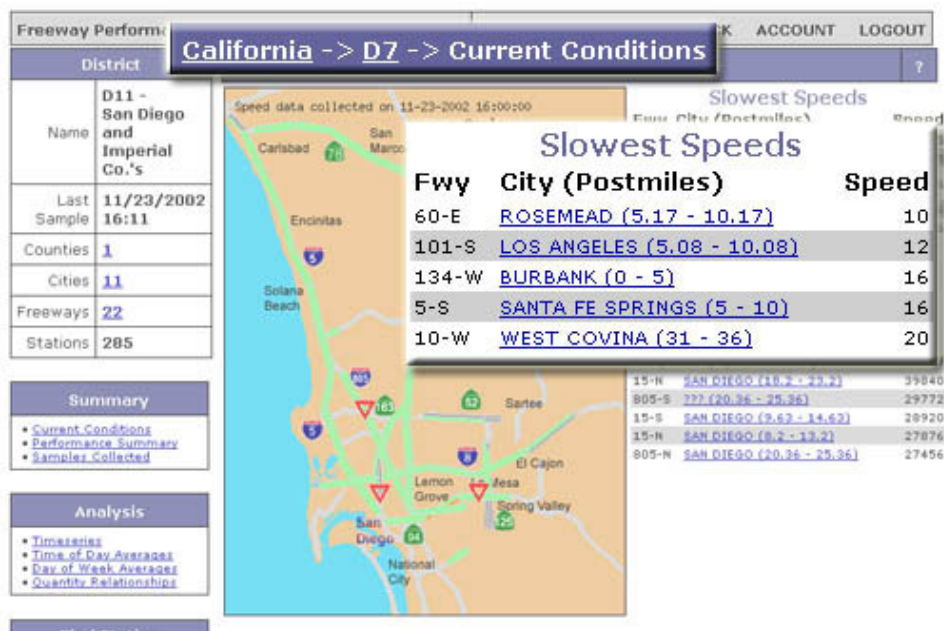 Freeway Perform
ACCOUNT
LOGOUT
California -> D7 -> Current Conditions
District
?
Name
D11 -
San Diego
and
Imperial
Co.'s
Last
Sample
11/23/2002
16:11
Counties
1
Cities
11
Freeways
22
Stations
285
Summary
• Current Conditions
• Performance Summary
• Samples Collected
Analysis
• Timeseries
• Time of Day Averages
• Day of Week Averages
• Quantity Relationships
Speed data collected on 11-23-2002 16:00:00
Carlsbad
78
San
Encinitas
5
Solana
Beach
805
163
52
Santee
5
8
El Cajon
Lemon
Grove
La Mesa
Spring Valley
125
San
Diego
94
National
City
Slowest Speeds
Fwy City (Postmiles) Speed
Slowest Speeds
Fwy City (Postmiles) Speed
60-E ROSEMEAD (5.17 - 10.17) 10
101-S LOS ANGELES (5.08 - 10.08) 12
134-W BURBANK (0 - 5) 16
5-S SANTA FE SPRINGS (5 - 10) 16
10-W WEST COVINA (31 - 36) 20
15-N SAN DIEGO (18.2 - 23.2) 39840
805-S ??? (20.36 - 25.36) 29772
15-S SAN DIEGO (9.63 - 14.63) 28920
15-N SAN DIEGO (8.2 - 13.2) 27876
805-N SAN DIEGO (20.36 - 25.36) 27456